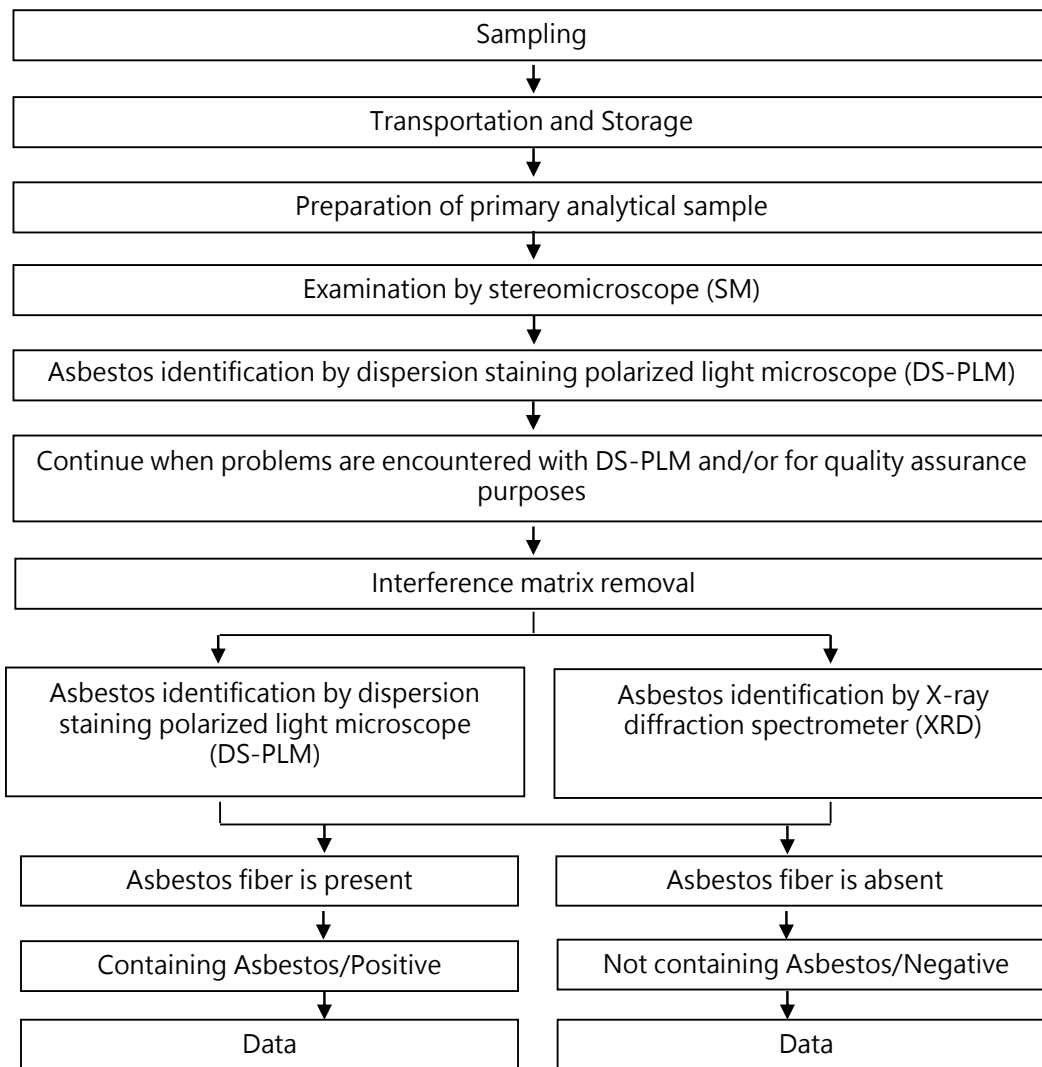 Sampling
Transportation and Storage
Preparation of primary analytical sample
Examination by stereomicroscope (SM)
Asbestos identification by dispersion staining polarized light microscope (DS-PLM)
Continue when problems are encountered with DS-PLM and/or for quality assurance
purposes
Interference matrix removal
Asbestos identification by dispersion
staining polarized light microscope
(DS-PLM)
Asbestos identification by X-ray
diffraction spectrometer (XRD)
Asbestos fiber is present
Asbestos fiber is absent
Containing Asbestos/Positive
Not containing Asbestos/Negative
Data
Data